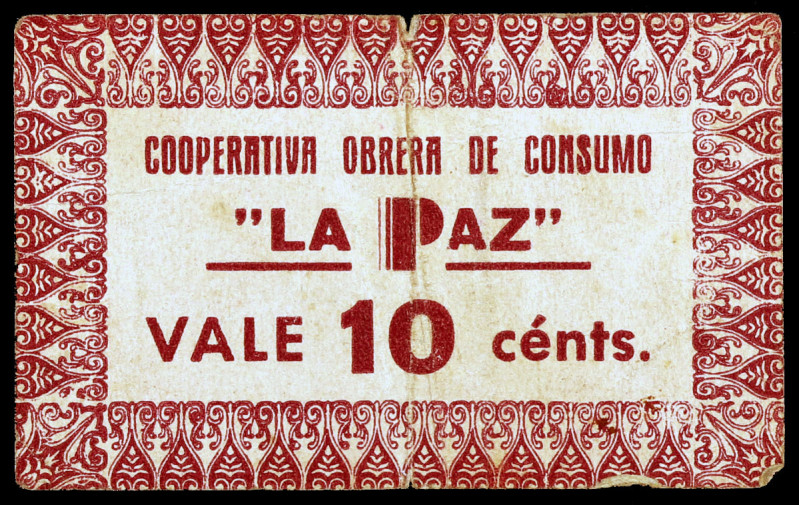 COOPERATIVA OBRERA DE CONSUMO
"LA PAZ"
VALE 10 cénts.